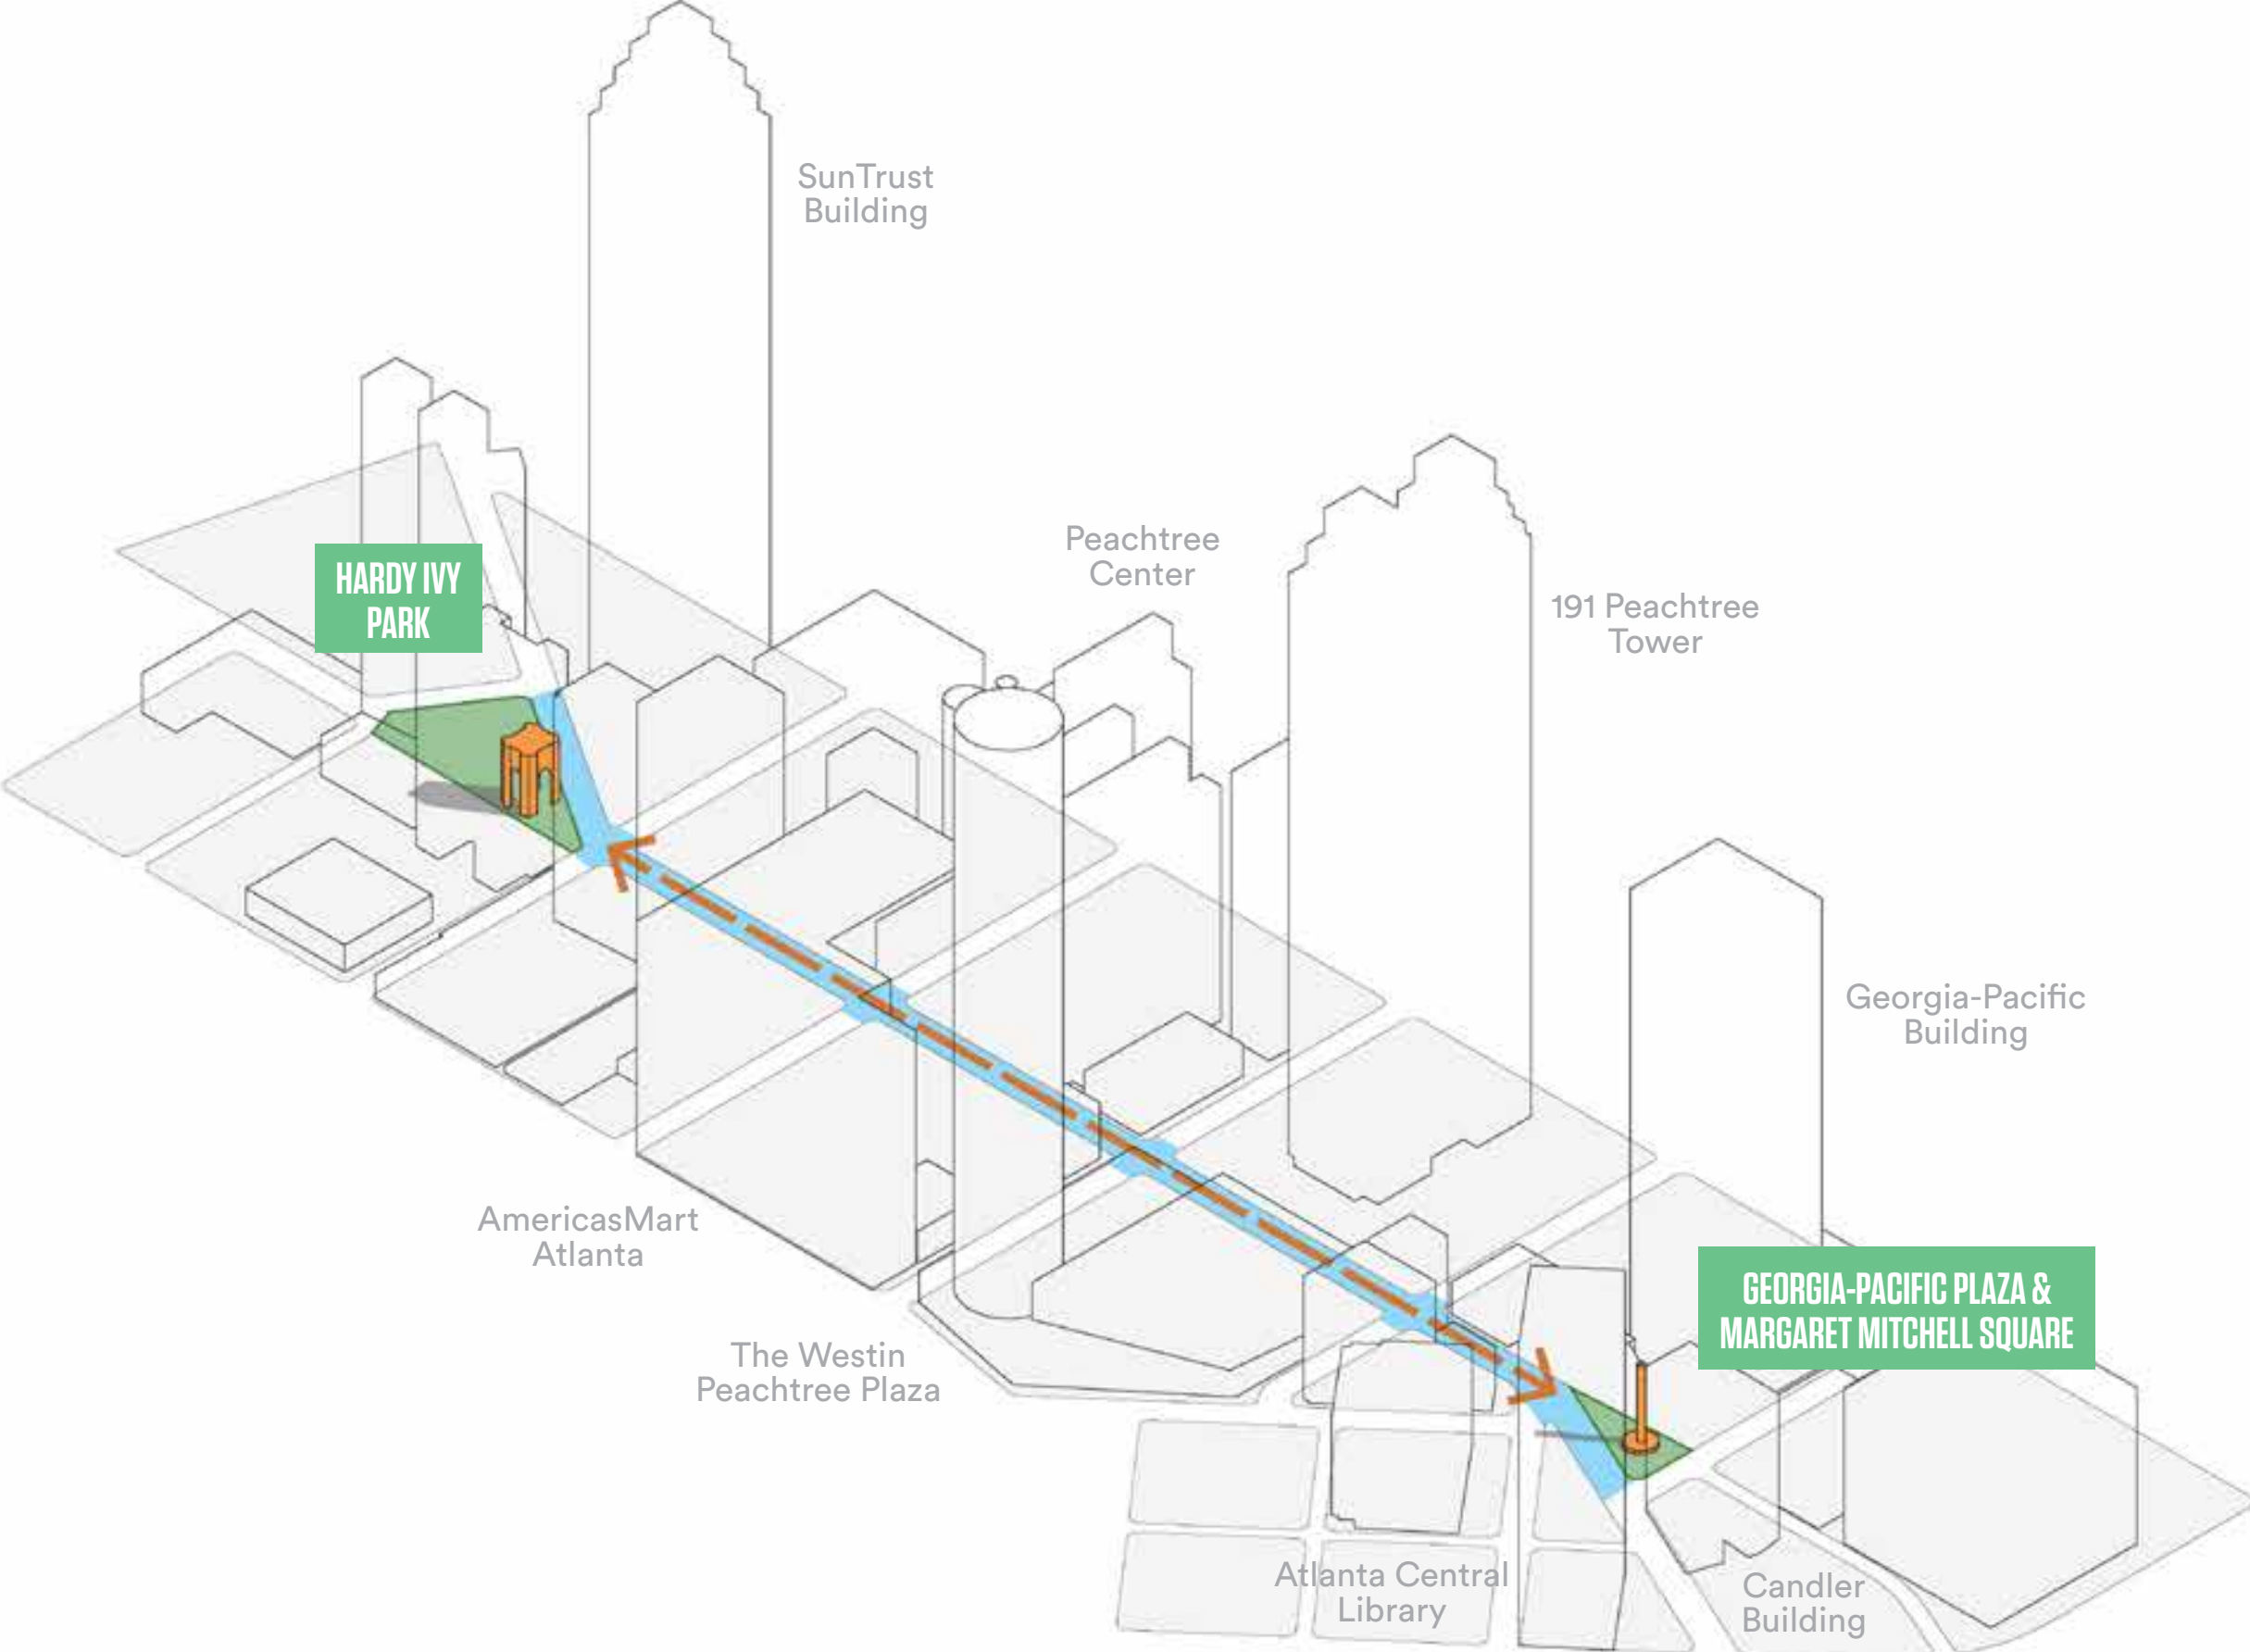 SunTrust
Building
HARDY IVY
PARK
Peachtree
Center
191 Peachtree
Tower
Georgia-Pacific
Building
AmericasMart
Atlanta
GEORGIA-PACIFIC PLAZA &
MARGARET MITCHELL SQUARE
The Westin
Peachtree Plaza
Atlanta Central
Library
Candler
Building